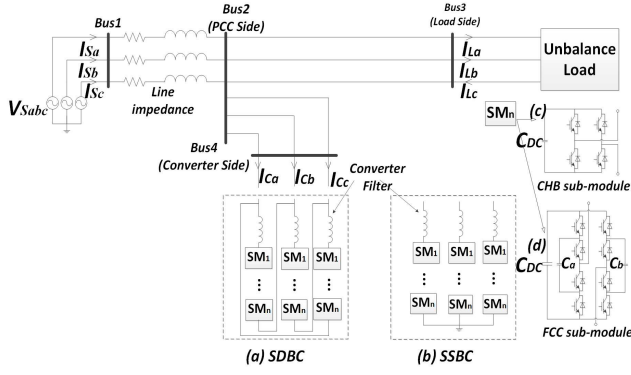 Bus1
Bus2
(PCC Side)
Bus3
(Load Side)
ISa
ISb
ISc
VSabc
Line
impedance
ILa
ILb
ILc
Unbalance
Load
Bus4
(Converter Side)
ICa
ICb
ICc
Converter
Filter
SMn
(c)
CDC
CHB sub-module
SM1
SM1
SM1
SMn
SMn
SMn
SM1
SM1
SM1
SMn
SMn
SMn
(d)
CDC
Ca
Cb
FCC sub-module
(a) SDBC
(b) SSBC